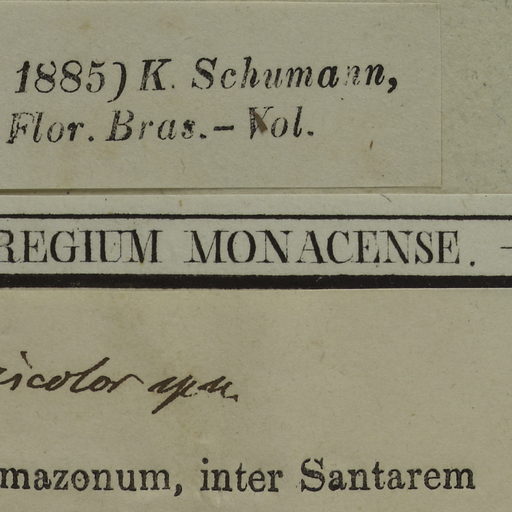 1885) K. Schumann,
Flor. Bras.– Vol.
REGIUM MONACENSE. –
icolor
mazonum, inter Santarem